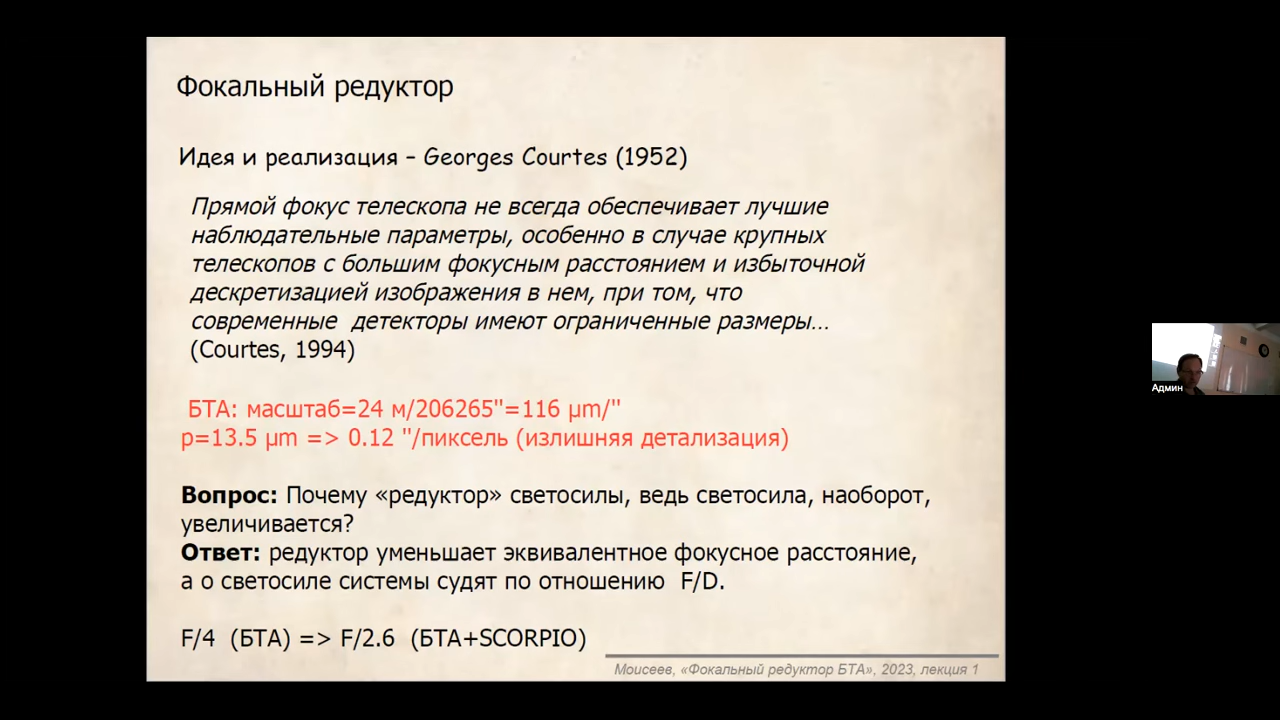 Фокальный редуктор
Идея и реализация – Georges Courtes (1952)
Прямой фокус телескопа не всегда обеспечивает лучшие
наблюдательные параметры, особенно в случае крупных
телескопов с большим фокусным расстоянием и избыточной
дескретизацией изображения в нем, при том, что
современные детекторы имеют ограниченные размеры…
(Courtes, 1994)
БТА: масштаб=24 м/206265"=116 μm/"
p=13.5 μm => 0.12 "/пиксель (излишняя детализация)
Вопрос: Почему «редуктор» светосилы, ведь светосила, наоборот,
увеличивается?
Ответ: редуктор уменьшает эквивалентное фокусное расстояние,
а о светосиле системы судят по отношению F/D.
F/4 (БТА) => F/2.6 (БТА+SCORPIO)
Моисеев, «Фокальный редуктор БТА», 2023, лекция 1
Админ